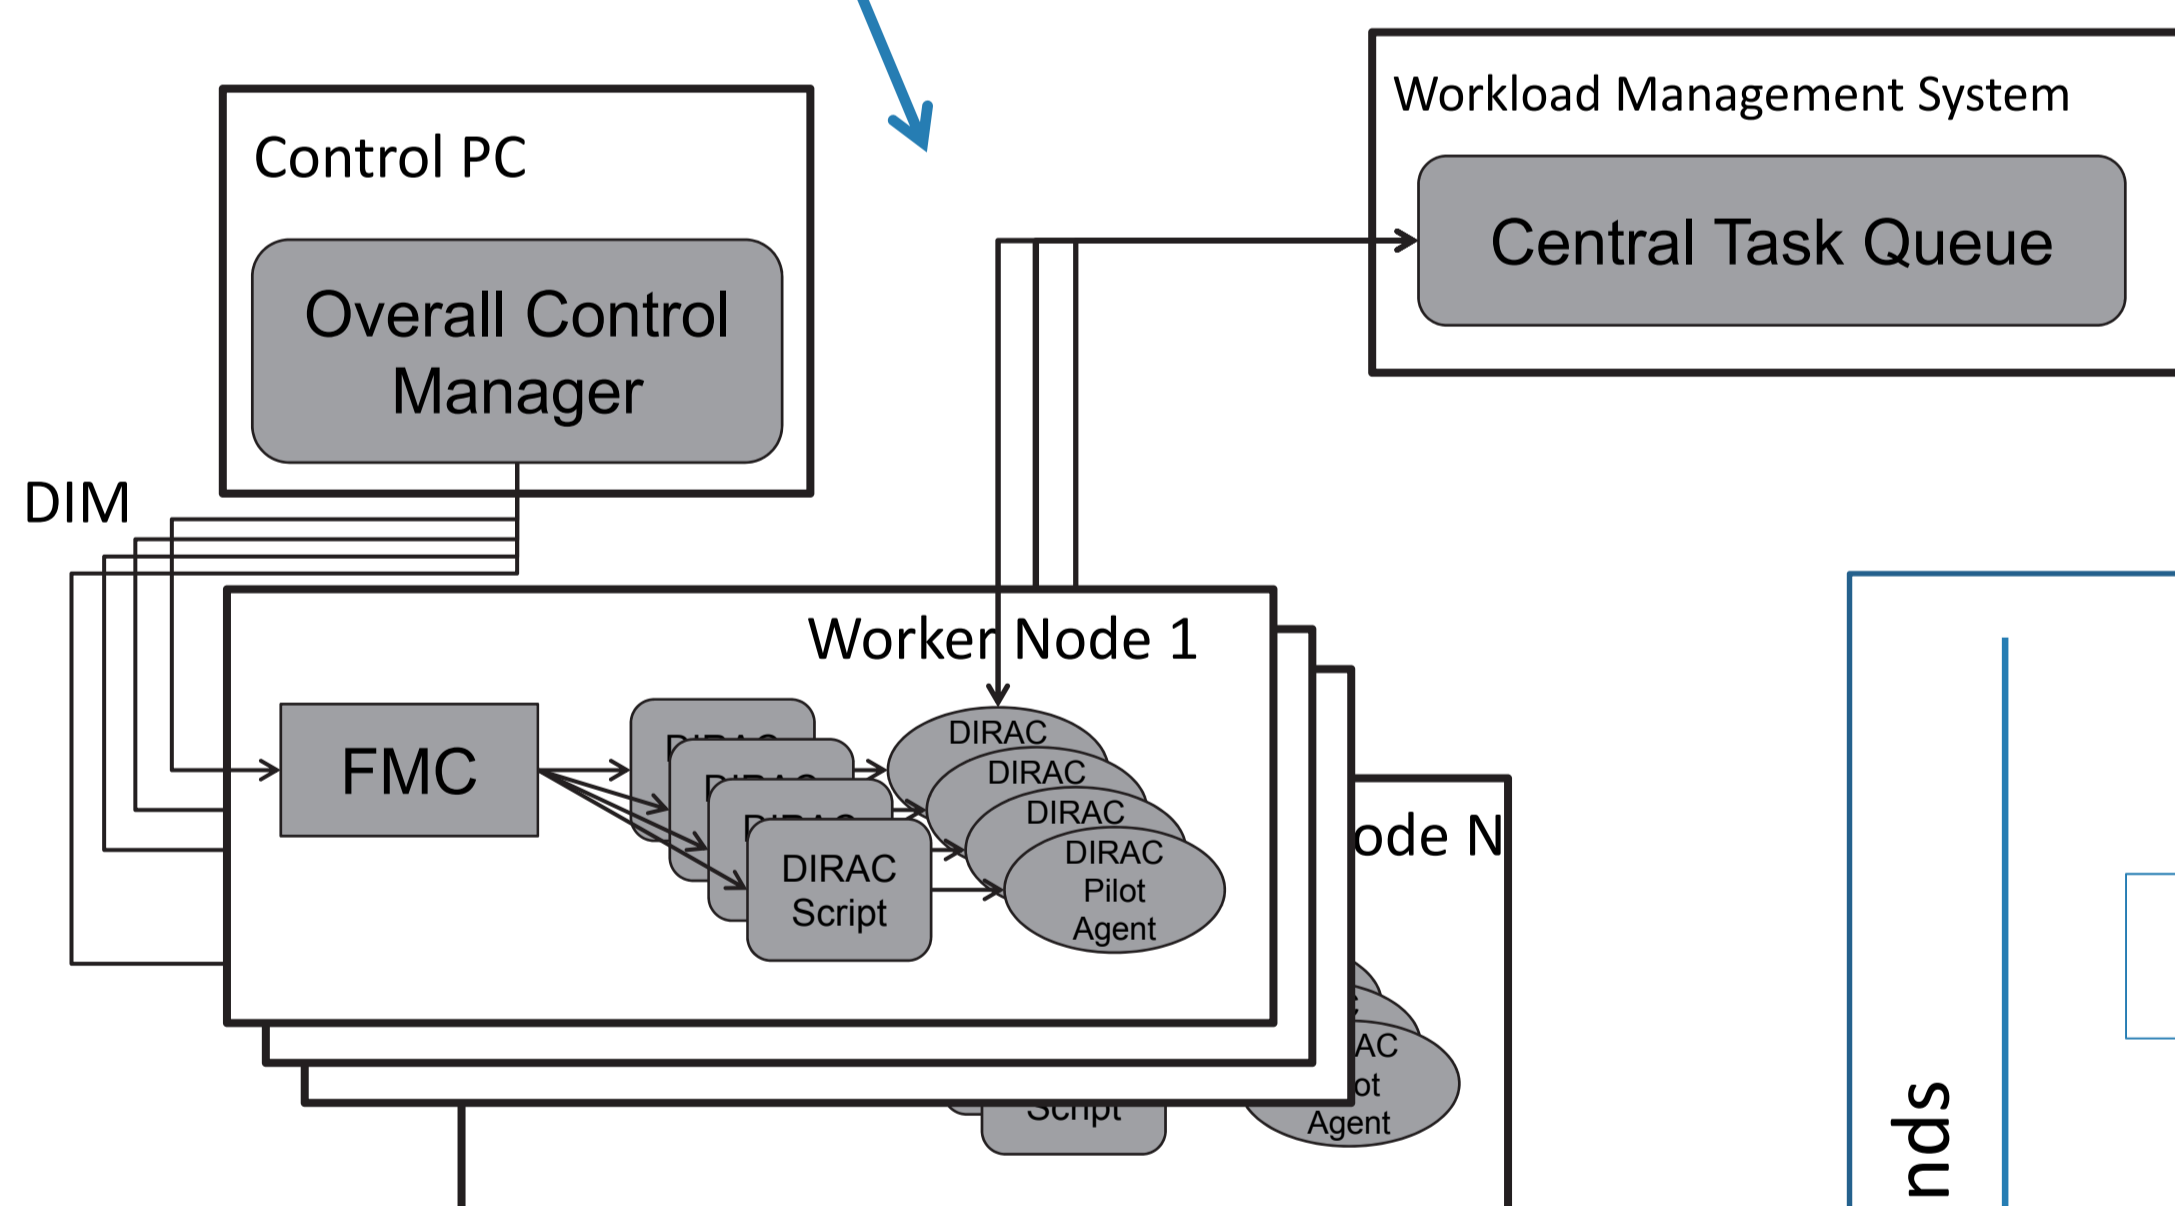 Control PC
Overall Control
Manager
Workload Management System
Central Task Queue
DIM
Worker Node 1
FMC
DIRAC
Script
DIRAC
DIRAC
DIRAC
DIRAC
Pilot
Agent
ode N
AC
ot
Agent
Script
nds